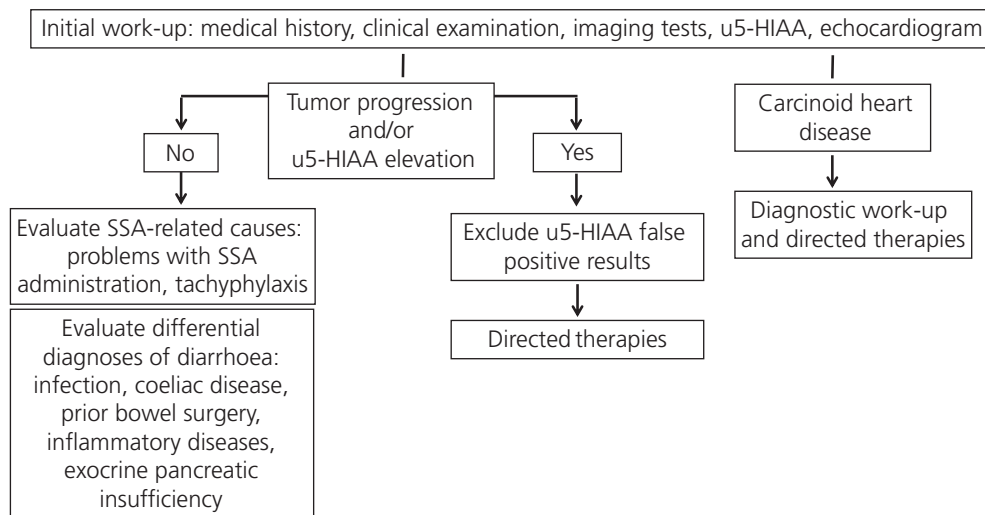 Initial work-up: medical history, clinical examination, imaging tests, u5-HIAA, echocardiogram
Tumor progression
and/or
u5-HIAA elevation
No
Yes
Evaluate SSA-related causes:
problems with SSA
administration, tachyphylaxis
Evaluate differential
diagnoses of diarrhoea:
infection, coeliac disease,
prior bowel surgery,
inflammatory diseases,
exocrine pancreatic
insufficiency
Exclude u5-HIAA false
positive results
Directed therapies
Carcinoid heart
disease
Diagnostic work-up
and directed therapies